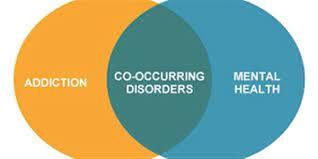 ADDICTION
CO-OCCURRING
DISORDERS
MENTAL
HEALTH